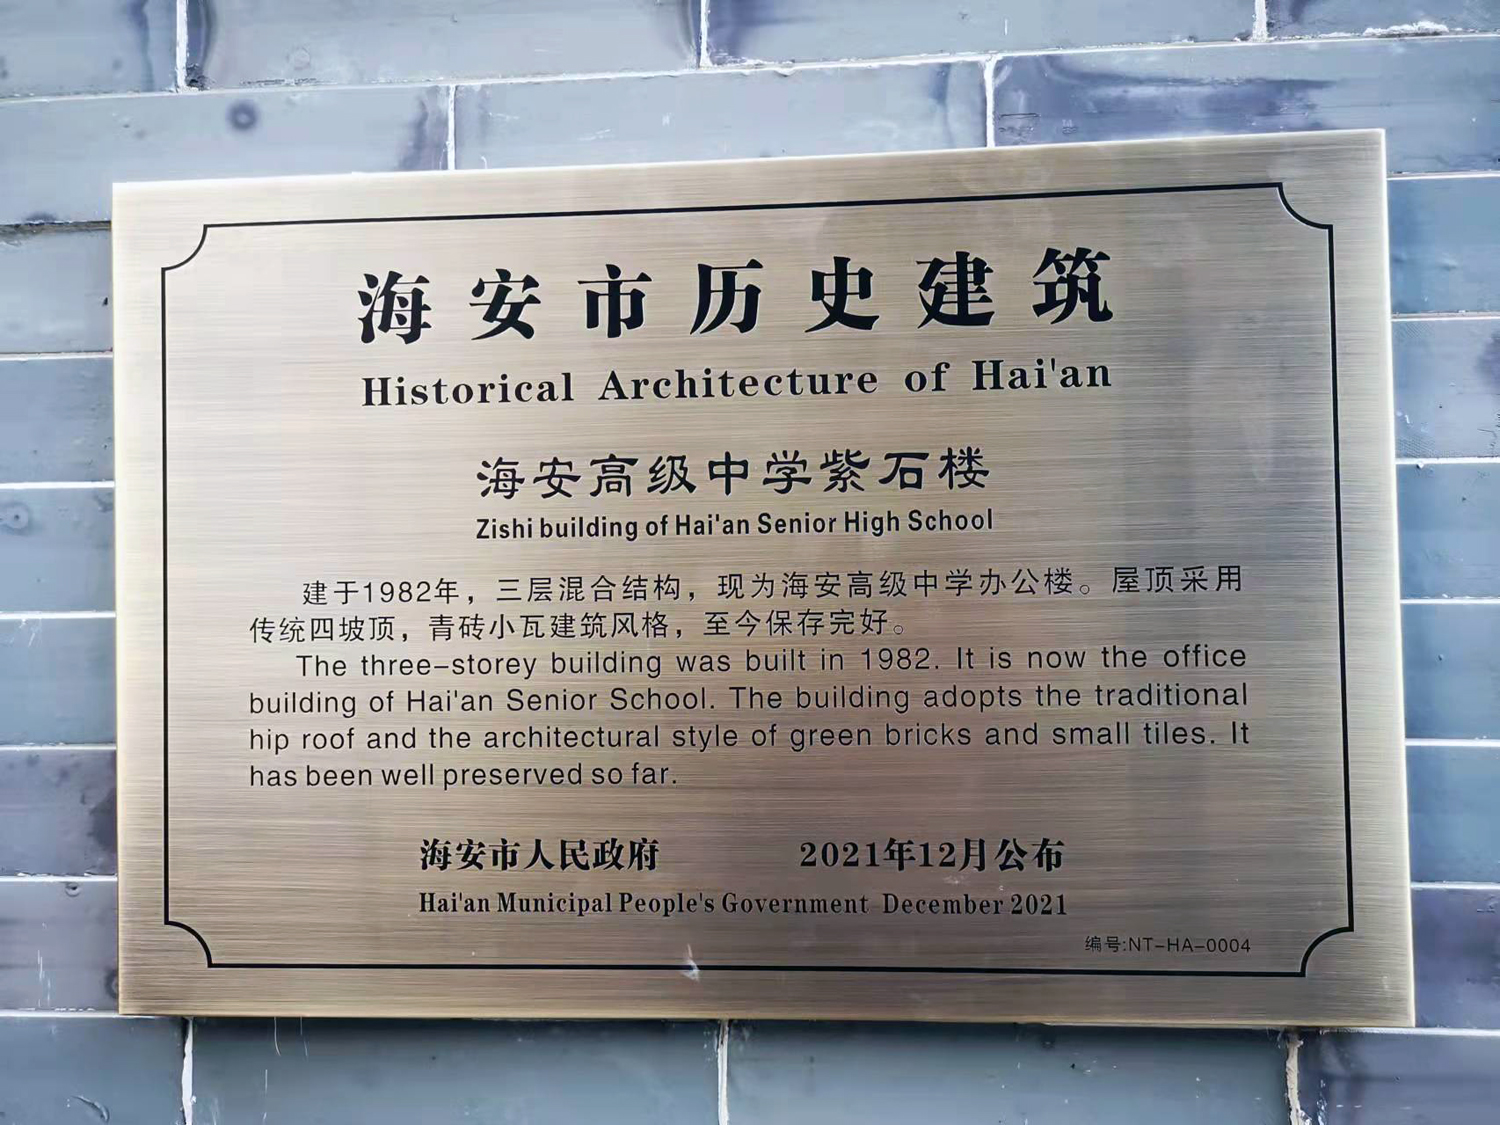 海安市历史建筑
Historical Architecture of Hai'an
海安高级中学紫石楼
Zishi building of Hai'an Senior High School
建于1982年，三层混合结构，现为海安高级中学办公楼。屋顶采用
传统四坡顶，青砖小瓦建筑风格，至今保存完好。
The three-storey building was built in 1982. It is now the office
building of Hai'an Senior School. The building adopts the traditional
hip roof and the architectural style of green bricks and small tiles. It
has been well preserved so far.
海安市人民政府 2021年12月公布
Hai'an Municipal People's Government December 2021
编号:NT-HA-0004